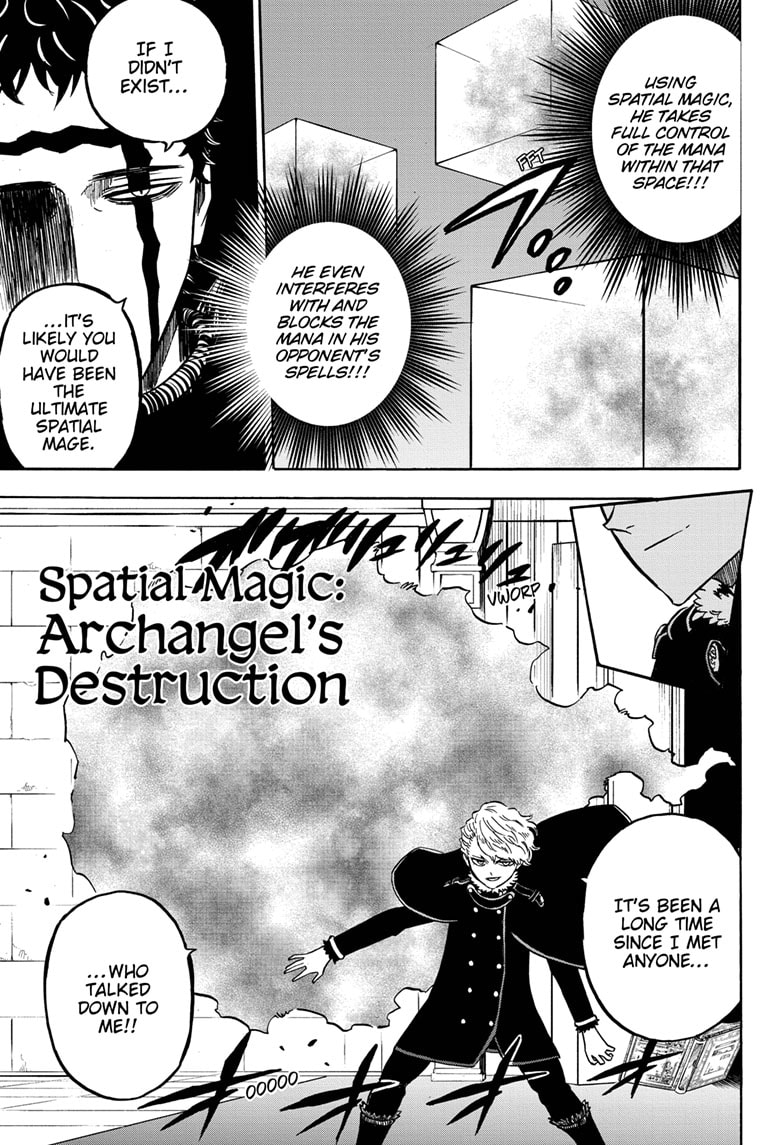 USING
SPATIAL MAGIC,
HE TAKES
FULL CONTROL
OF THE MANA
WITHIN THAT
SPACE!!!
FFT
HE EVEN
INTERFERES
WITH AND
BLOCKS THE
MANA IN HIS
OPPONENT'S
SPELLS!!!
IF I
DIDN'T
EXIST...
...IT'S
LIKELY YOU
WOULD
HAVE BEEN
THE
ULTIMATE
SPATIAL
MAGE.
VWORP
Spatial Magic:
Archangel's
Destruction
IT'S BEEN A
LONG TIME
SINCE I MET
ANYONE...
...WHO
TALKED
DOWN TO
ME!!
OOOOO